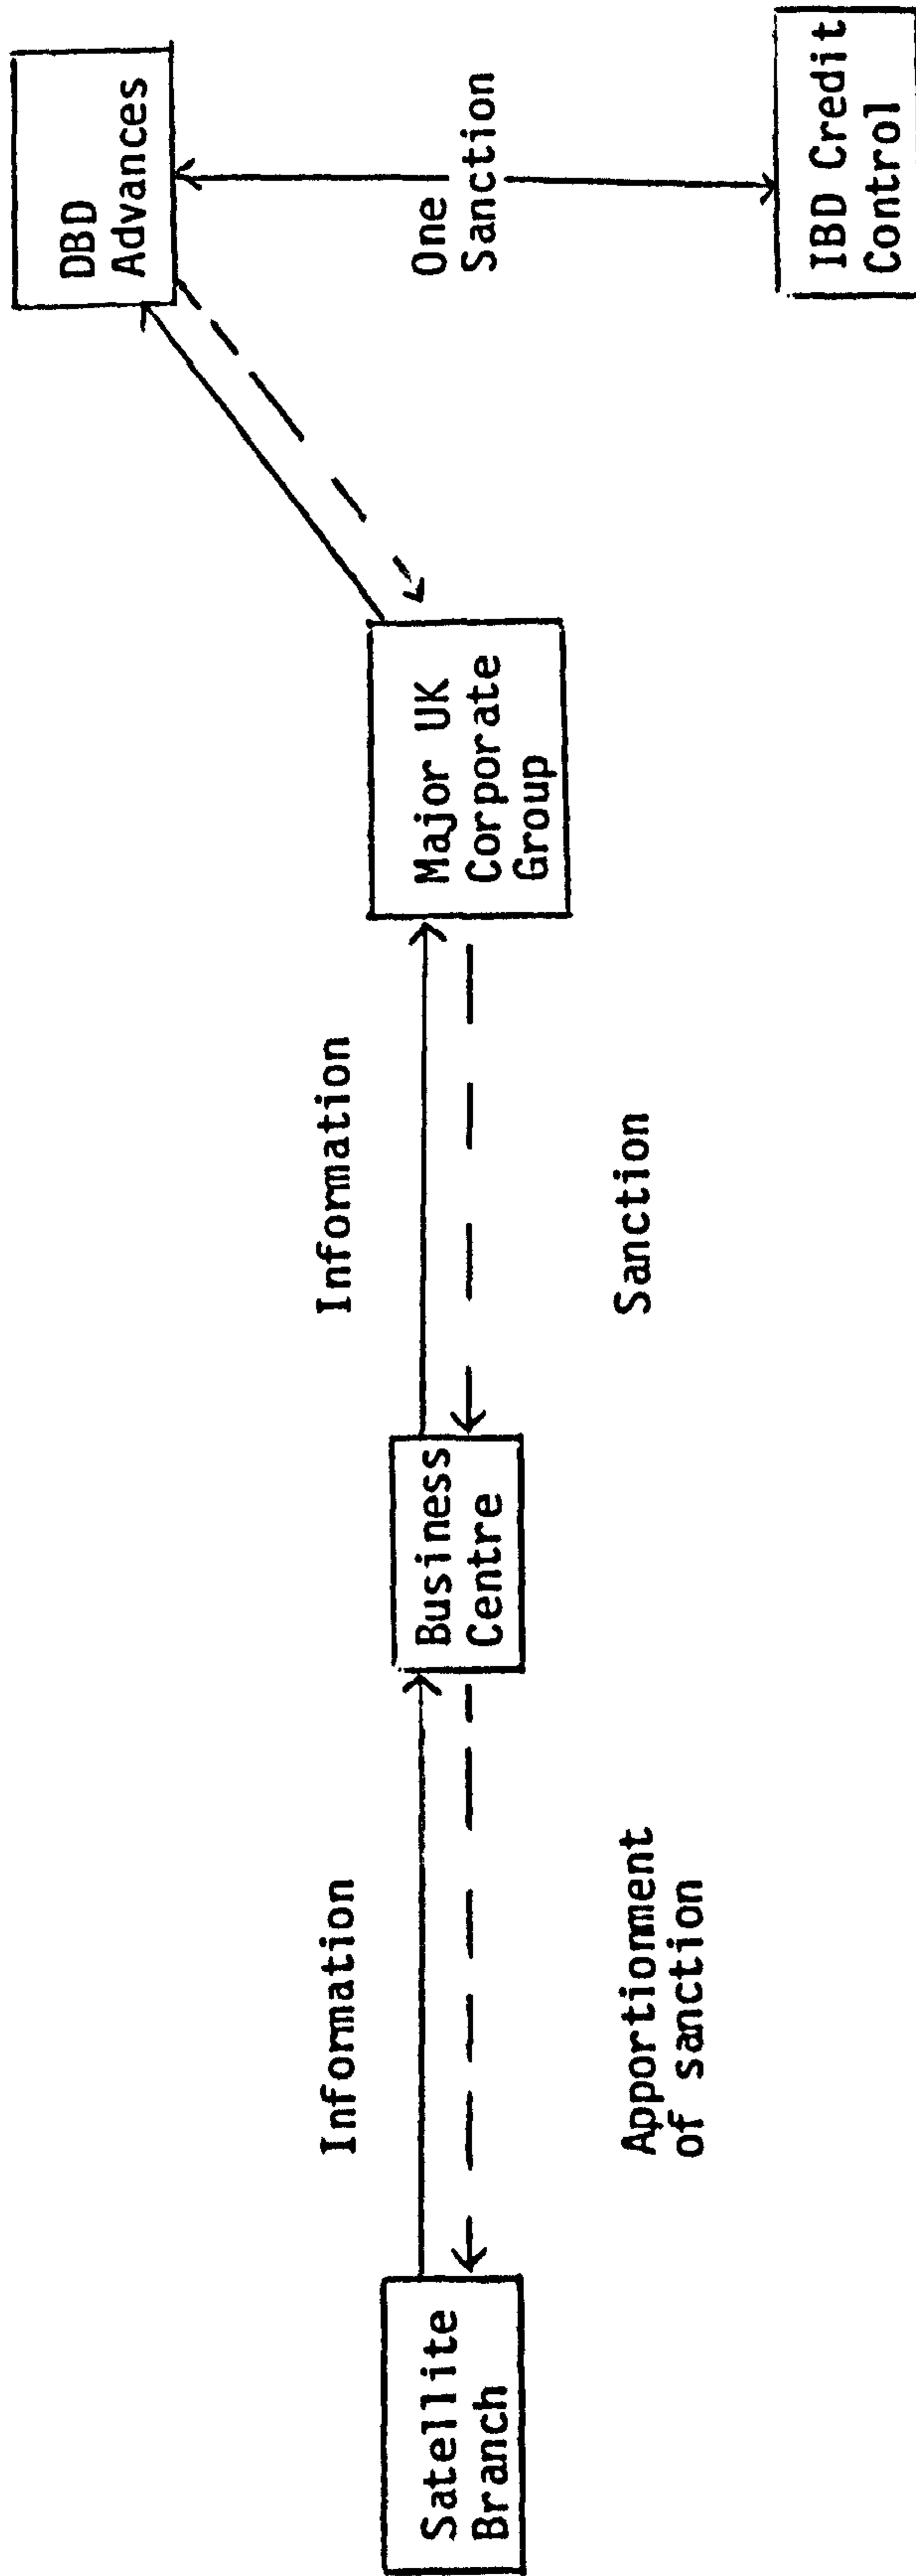 Satellite
Branch
Information
Apportionment
of sanction
Business
Centre
Information
Sanction
Major UK
Corporate
Group
DBD
Advances
One
Sanction
IBD Credit
Control